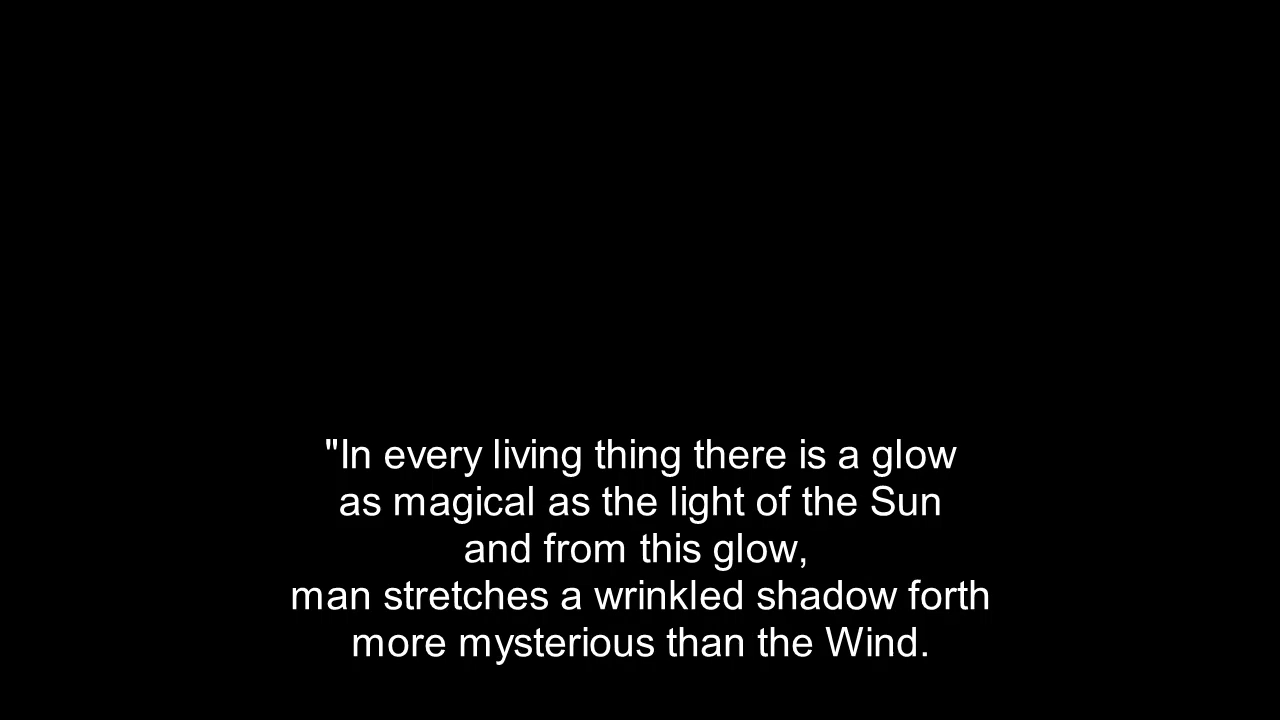 "In every living thing there is a glow
as magical as the light of the Sun
and from this glow,
man stretches a wrinkled shadow forth
more mysterious than the Wind.